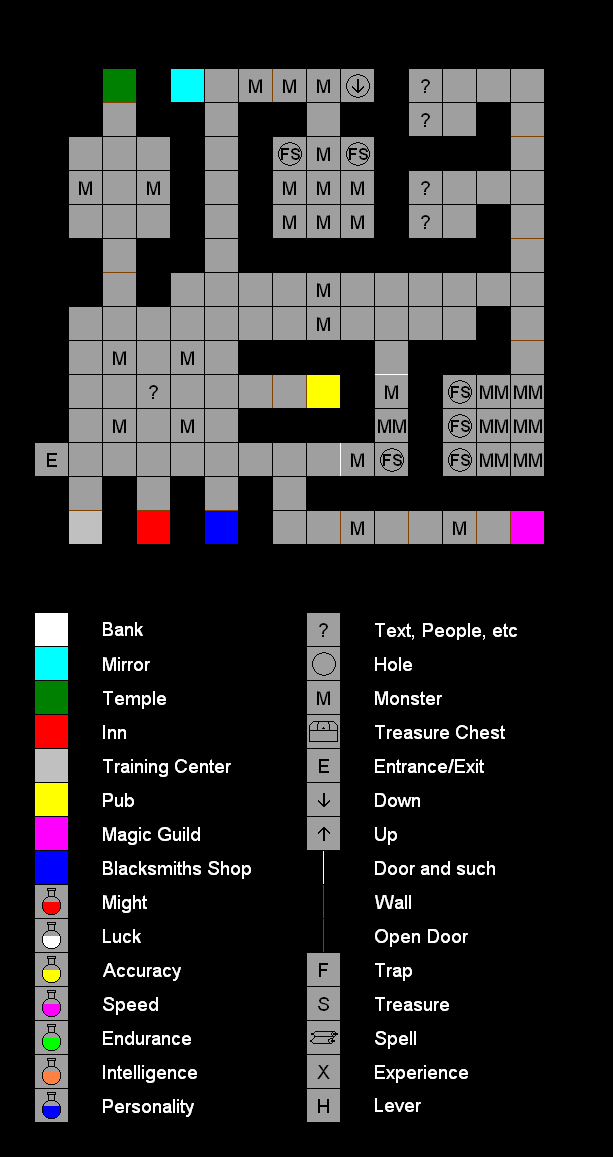 M M M ↓ ?
?
FS M FS
M M M M M ?
M M M ?
M
M
M M
? M FS MM MM
M M MM FS MM MM
E M FS FS MM MM
M M
Bank
Mirror
Temple
Inn
Training Center
Pub
Magic Guild
Blacksmiths Shop
Might
Luck
Accuracy
Speed
Endurance
Intelligence
Personality
? Text, People, etc
Hole
M Monster
Treasure Chest
E Entrance/Exit
↓ Down
↑ Up
Door and such
Wall
Open Door
F Trap
S Treasure
Spell
X Experience
H Lever